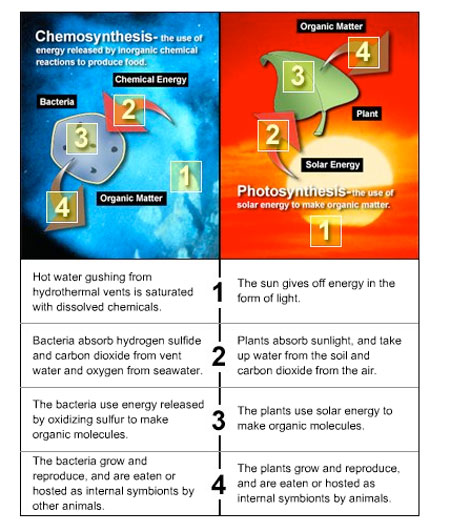 Chemosynthesis- the use of
energy released by inorganic chemical
reactions to produce food.
Chemical Energy
Bacteria
2
3
1
4
Organic Matter
Organic Matter
4
3
Plant
2
Solar Energy
Photosynthesis-the use of
solar energy to make organic matter.
1
Hot water gushing from
hydrothermal vents is saturated
with dissolved chemicals.
1
The sun gives off energy in the
form of light.
Bacteria absorb hydrogen sulfide
and carbon dioxide from vent
water and oxygen from seawater.
2
Plants absorb sunlight, and take
up water from the soil and
carbon dioxide from the air.
The bacteria use energy released
by oxidizing sulfur to make
organic molecules.
3
The plants use solar energy to
make organic molecules.
The bacteria grow and
reproduce, and are eaten or
hosted as internal symbionts by
other animals.
4
The plants grow and reproduce,
and are eaten or hosted as
internal symbionts by animals.